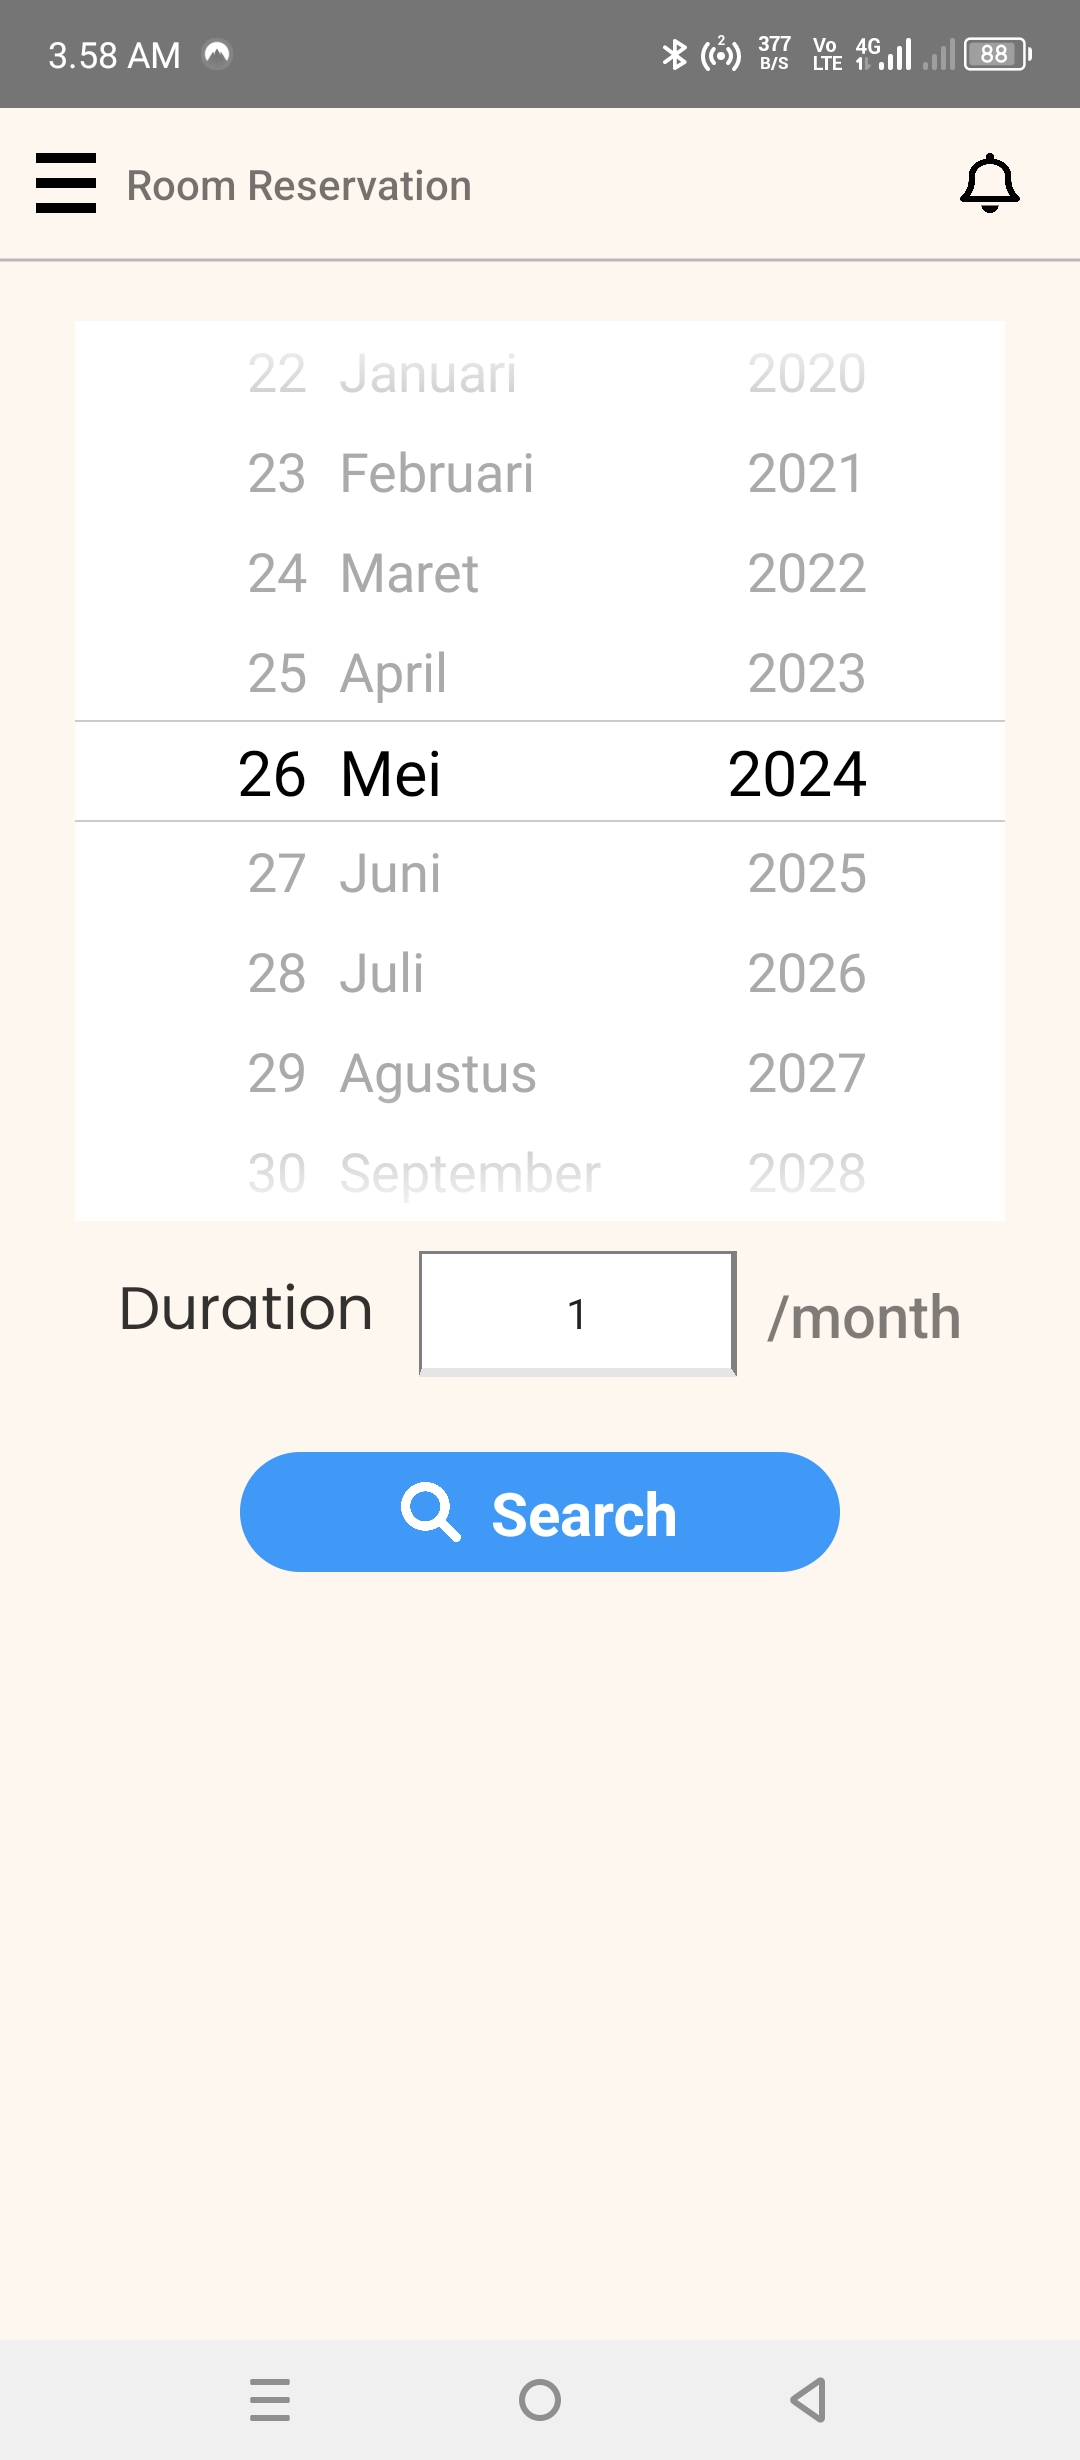 3.58 AM 2 377 B/S Vo LTE 4G 88
Room Reservation
22 Januari 2020
23 Februari 2021
24 Maret 2022
25 April 2023
26 Mei 2024
27 Juni 2025
28 Juli 2026
29 Agustus 2027
30 September 2028
Duration 1 /month
Search